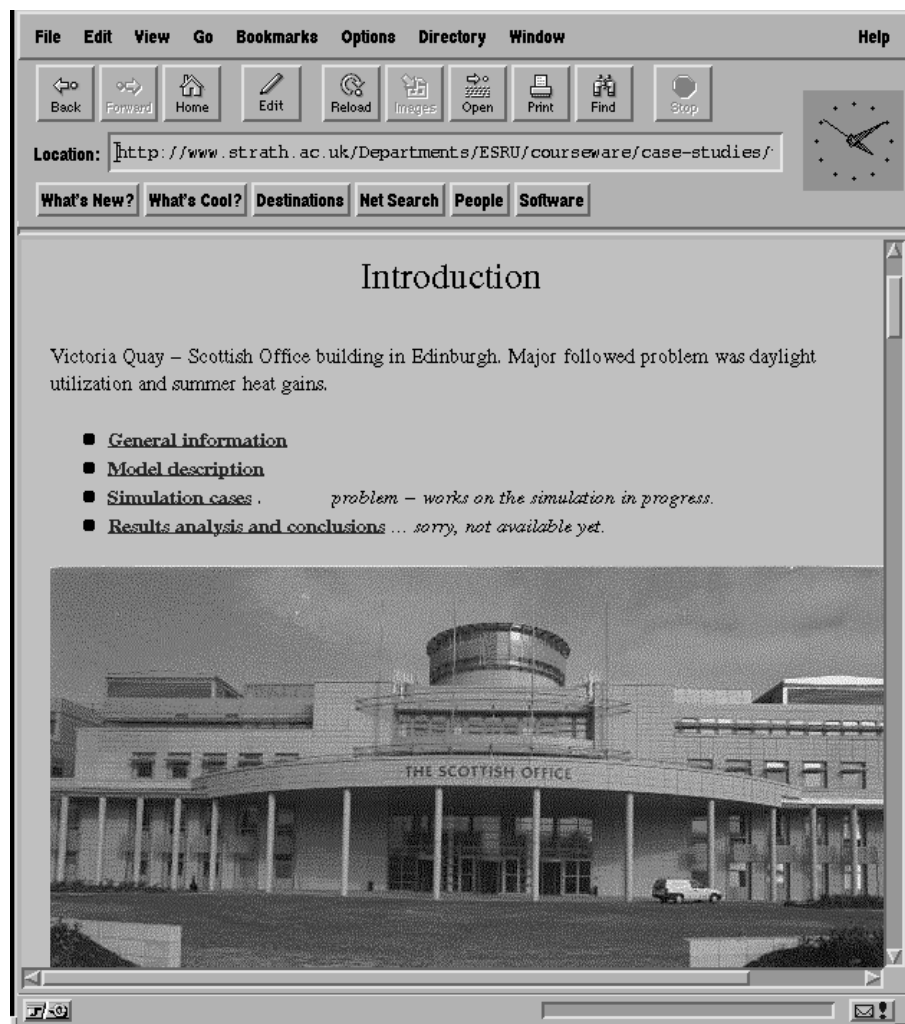 File Edit View Go Bookmarks Options Directory Window Help
Back Forward Home Edit Reload Images Open Print Find Stop
Location: http://www.strath.ac.uk/Departments/ESRU/courseware/case-studies/
What's New? What's Cool? Destinations Net Search People Software
Introduction
Victoria Quay – Scottish Office building in Edinburgh. Major followed problem was daylight
utilization and summer heat gains.
General information
Model description
Simulation cases . problem – works on the simulation in progress.
Results analysis and conclusions ... sorry, not available yet.
THE SCOTTISH OFFICE